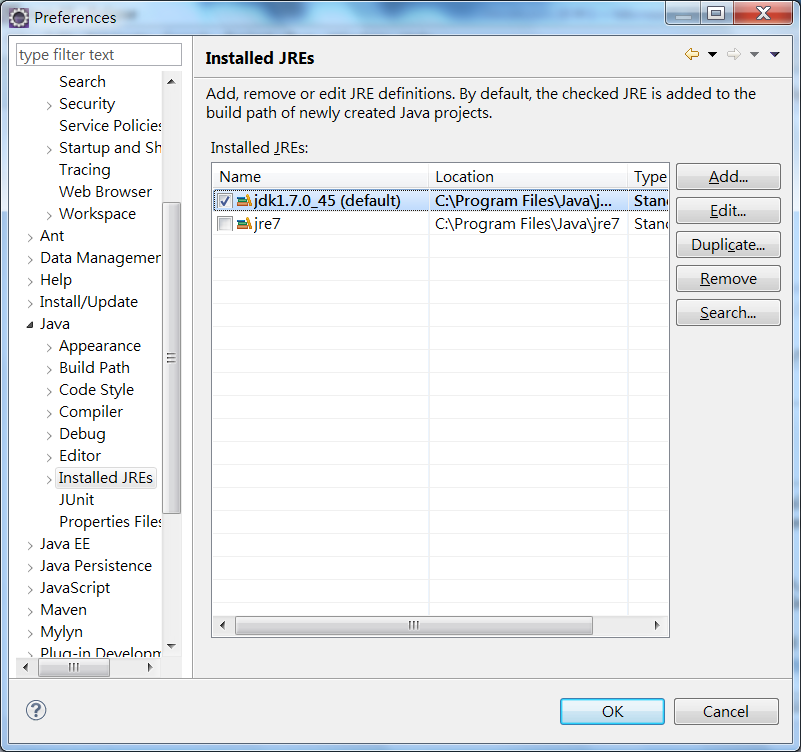 Preferences
type filter text
Search
Security
Service Policies
Startup and Sh
Tracing
Web Browser
Workspace
Ant
Data Managemen
Help
Install/Update
Java
Appearance
Build Path
Code Style
Compiler
Debug
Editor
Installed JREs
JUnit
Properties Files
Java EE
Java Persistence
JavaScript
Maven
Mylyn
Plug-in Developm
Installed JREs
Add, remove or edit JRE definitions. By default, the checked JRE is added to the
build path of newly created Java projects.
Installed JREs:
Name Location Type
jdk1.7.0_45 (default) C:\Program Files\Java\j... Stand
jre7 C:\Program Files\Java\jre7 Stand
Add...
Edit...
Duplicate...
Remove
Search...
OK Cancel